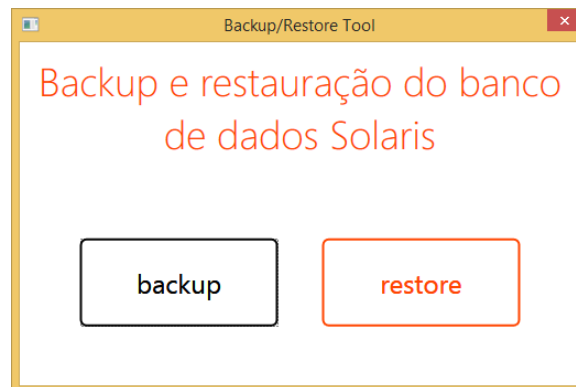 Backup/Restore Tool
Backup e restauração do banco
de dados Solaris
backup
restore